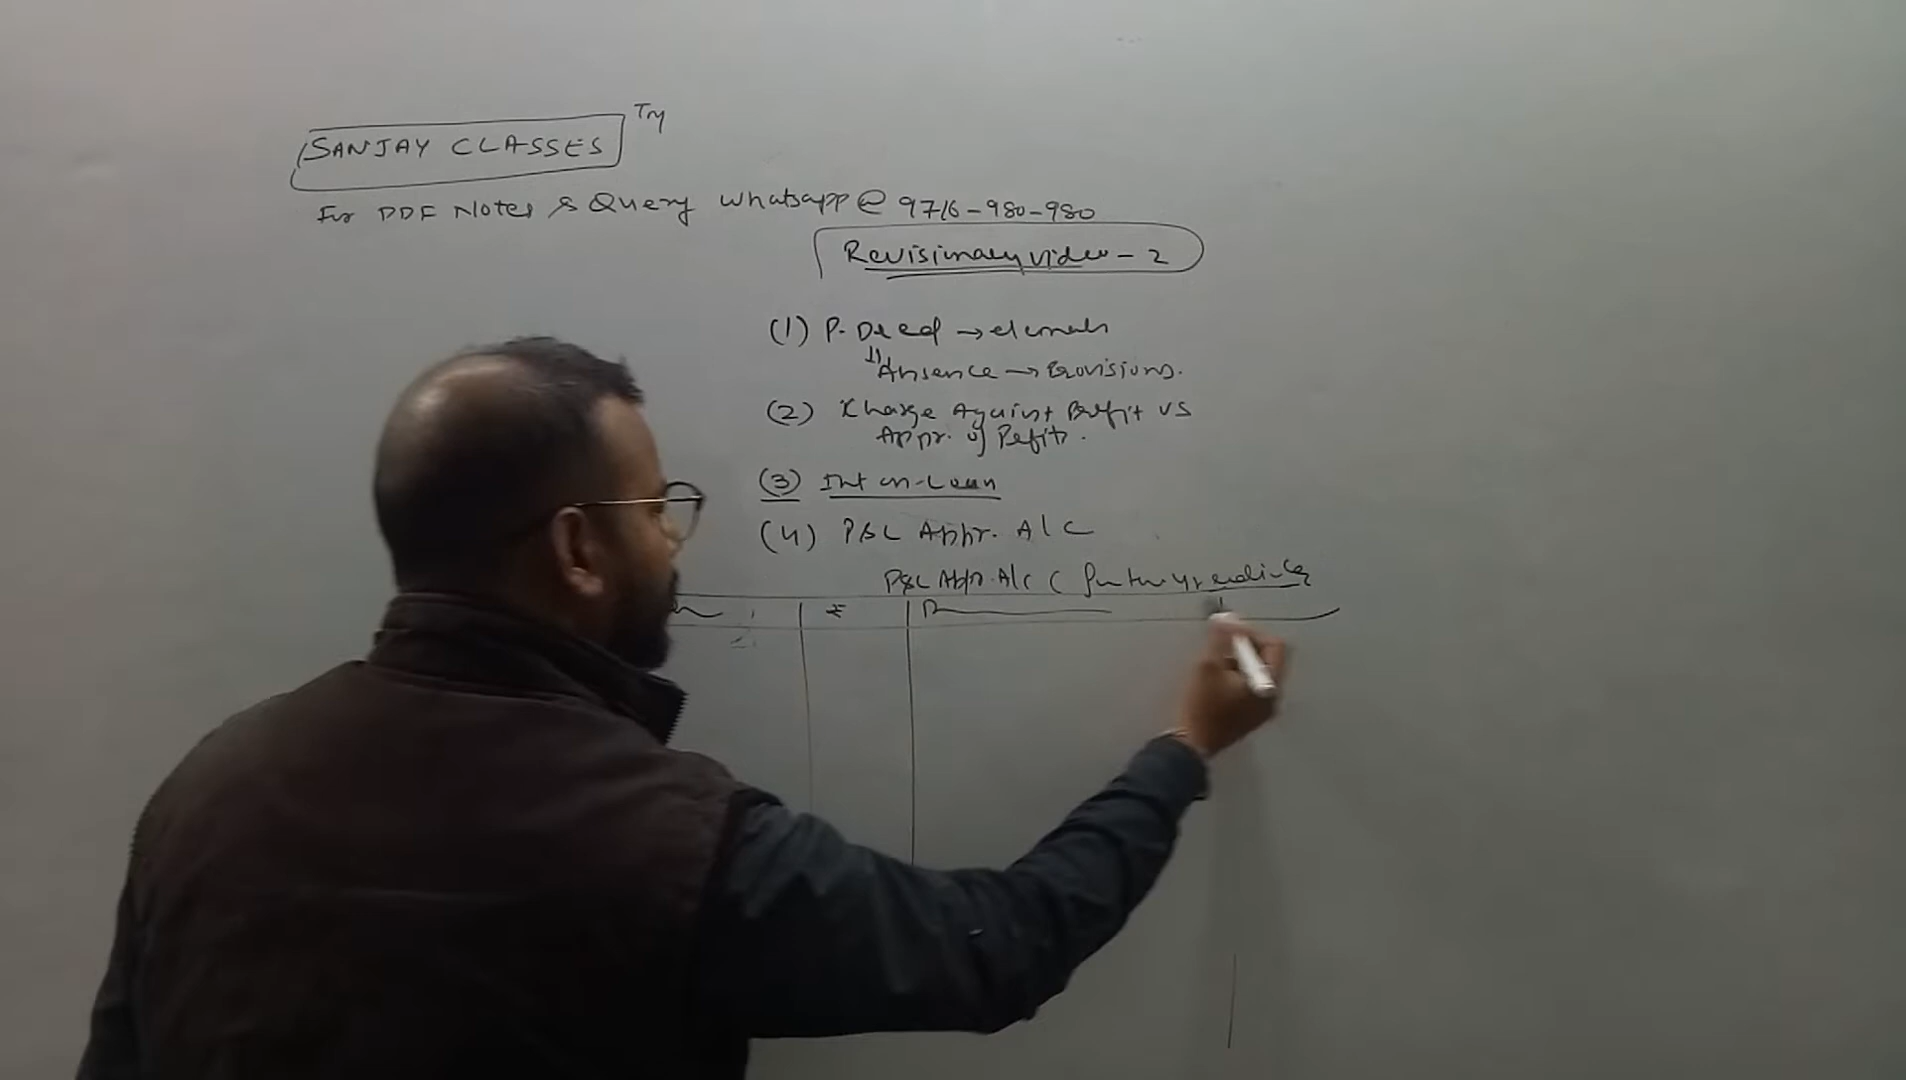 SANJAY CLASSES TM
For PDF Notes & Query Whatsapp @ 9716-980-980
Revisionary video - 2
(1) P. Deed → elements
Absence → Provisions.
(2) Charge Against Profit vs
Appr. of Profit.
(3) Int on-Loan
(4) P&L Appr. A/C
P&L Appr. A/c (for the yr ending
₹